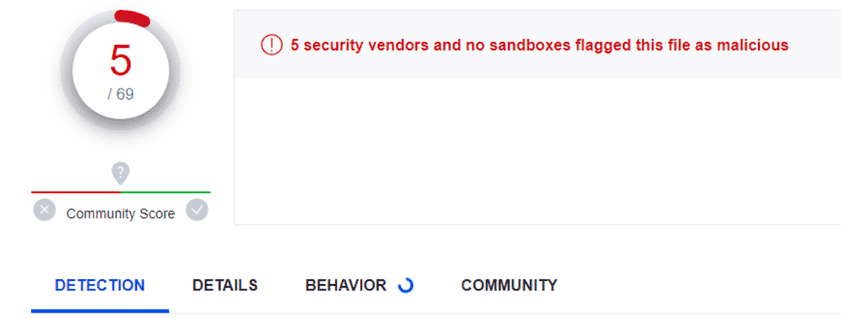 5
/ 69
?
Community Score
5 security vendors and no sandboxes flagged this file as malicious
DETECTION DETAILS BEHAVIOR COMMUNITY